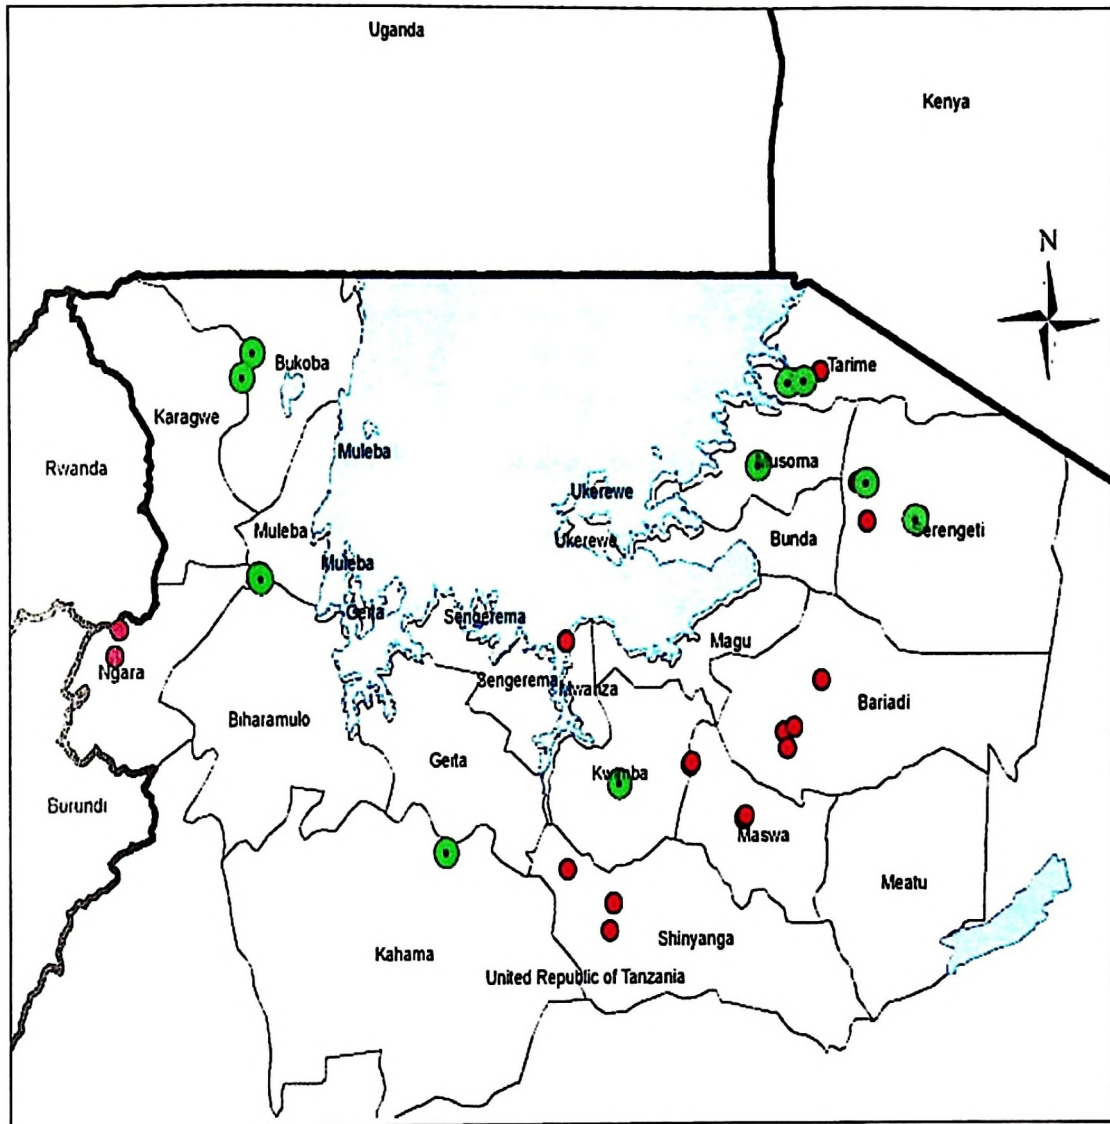 Uganda
Kenya
N
Bukoba
Tarime
Karagwe
Muleba
Musoma
Rwanda
Ukerewe
Muleba
Bunda
Serengeti
Ukerewe
Muleba
Geita
Sengerema
Magu
Ngara
Sengerema
Mwanza
Bariadi
Biharamulo
Geita
Kwimba
Burundi
Maswa
Meatu
Shinyanga
Kahama
United Republic of Tanzania